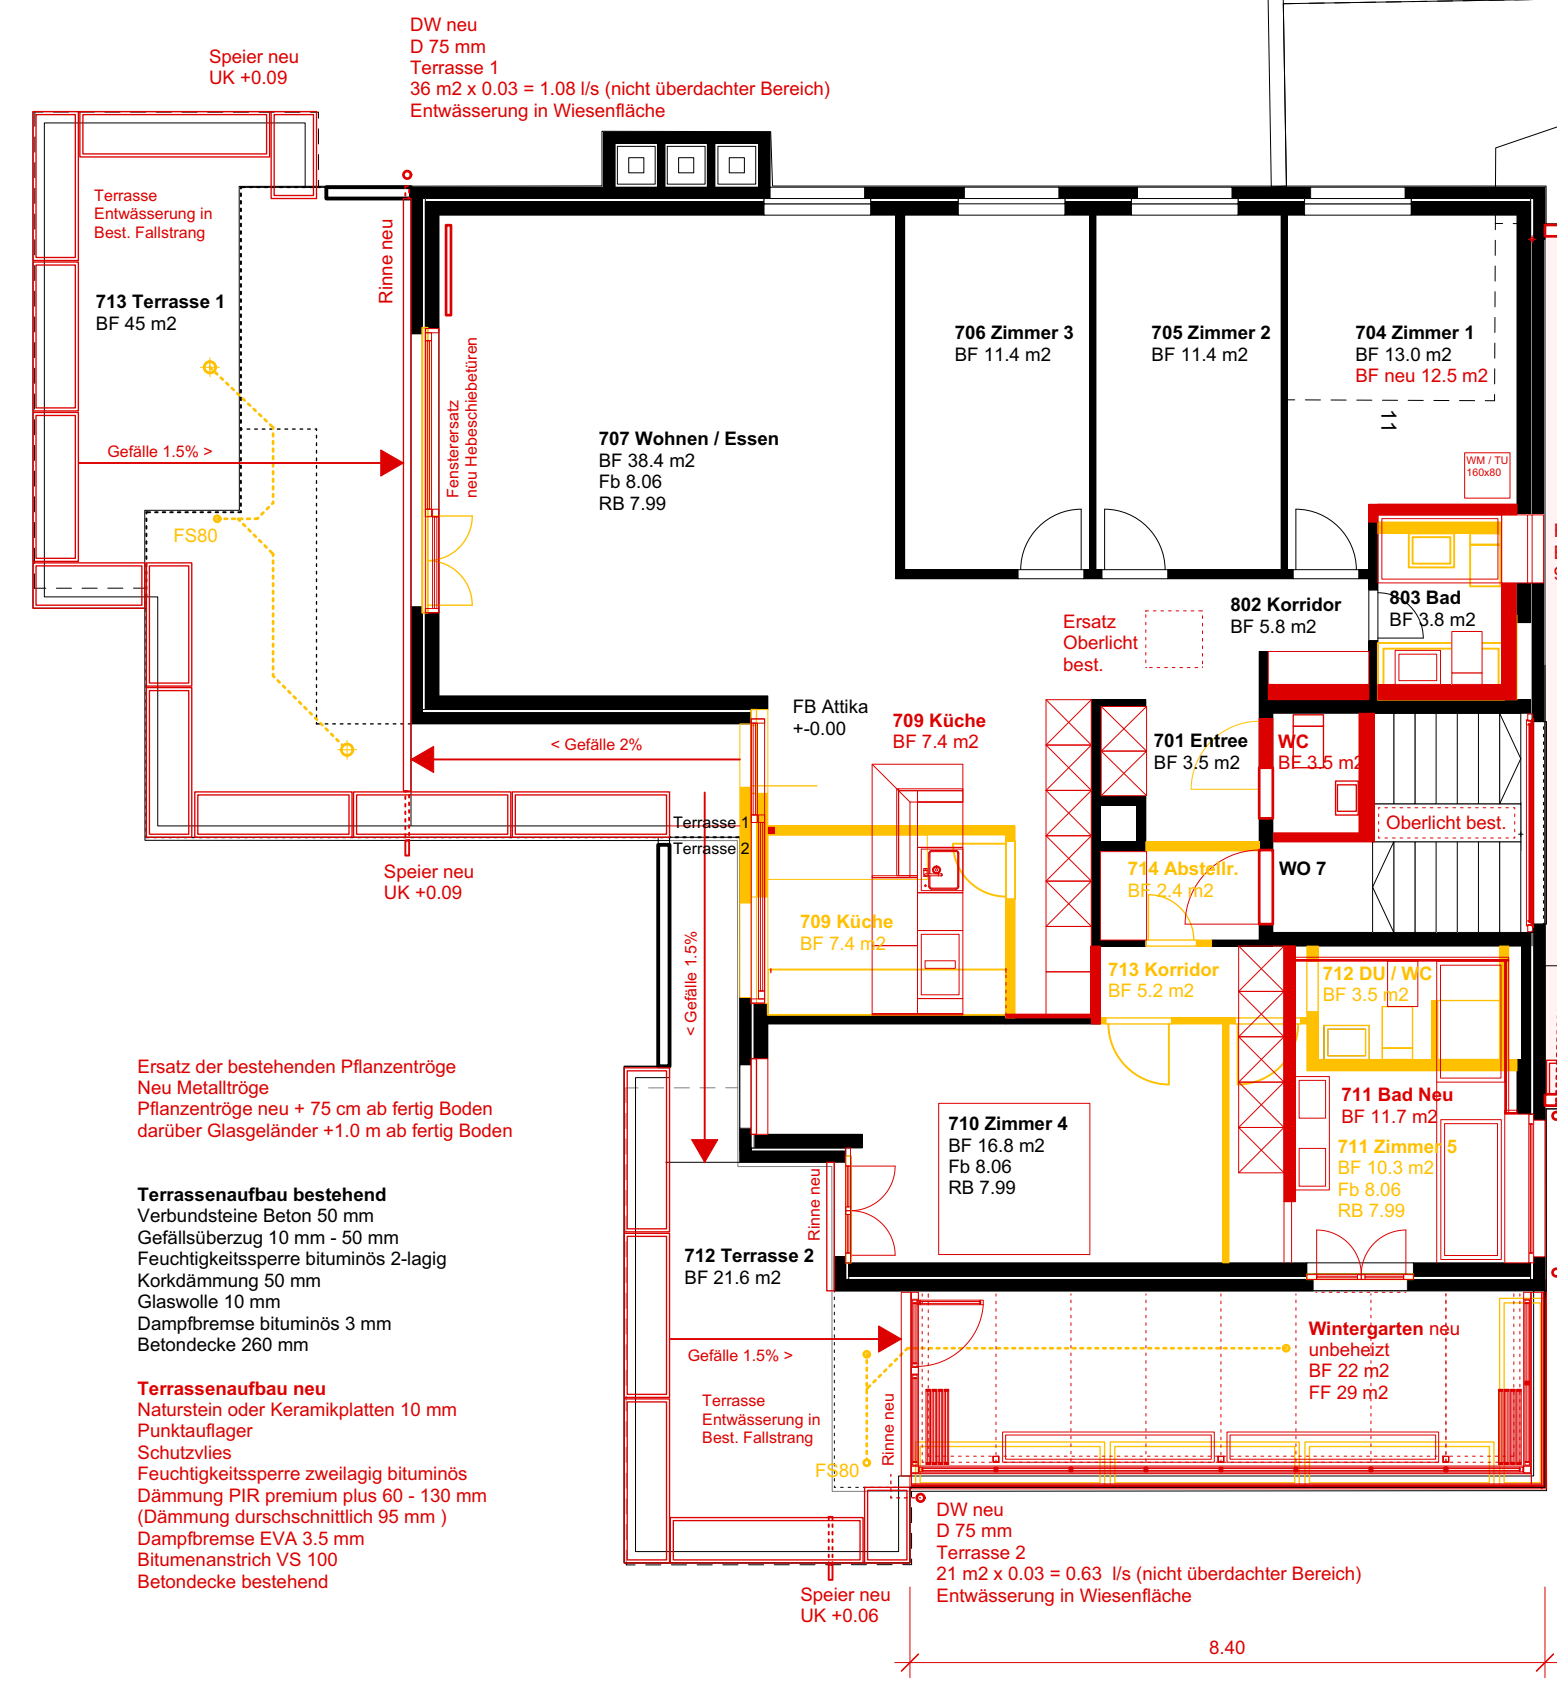 DW neu
D 75 mm
Terrasse 1
36 m2 x 0.03 = 1.08 l/s (nicht überdachter Bereich)
Entwässerung in Wiesenfläche
Speier neu
UK +0.09
Terrasse
Entwässerung in
Best. Fallstrang
Rinne neu
713 Terrasse 1
BF 45 m2
Gefälle 1.5% >
FS80
Fensterersatz
neu Hebeschiebetüren
707 Wohnen / Essen
BF 38.4 m2
Fb 8.06
RB 7.99
706 Zimmer 3
BF 11.4 m2
705 Zimmer 2
BF 11.4 m2
704 Zimmer 1
BF 13.0 m2
BF neu 12.5 m2
11
WM / TU
160x80
802 Korridor
BF 5.8 m2
803 Bad
BF 3.8 m2
Ersatz
Oberlicht
best.
FB Attika
+-0.00
709 Küche
BF 7.4 m2
701 Entree
BF 3.5 m2
WC
BF 3.5 m2
Oberlicht best.
< Gefälle 2%
Terrasse 1
Terrasse 2
714 Abstellr.
BF 2.4 m2
WO 7
Speier neu
UK +0.09
709 Küche
BF 7.4 m2
< Gefälle 1.5%
713 Korridor
BF 5.2 m2
712 DU / WC
BF 3.5 m2
Ersatz der bestehenden Pflanzentröge
Neu Metalltröge
Pflanzentröge neu + 75 cm ab fertig Boden
darüber Glasgeländer +1.0 m ab fertig Boden
710 Zimmer 4
BF 16.8 m2
Fb 8.06
RB 7.99
711 Bad Neu
BF 11.7 m2
711 Zimmer 5
BF 10.3 m2
Fb 8.06
RB 7.99
Terrassenaufbau bestehend
Verbundsteine Beton 50 mm
Gefällsüberzug 10 mm - 50 mm
Feuchtigkeitssperre bituminös 2-lagig
Korkdämmung 50 mm
Glaswolle 10 mm
Dampfbremse bituminös 3 mm
Betondecke 260 mm
Rinne neu
712 Terrasse 2
BF 21.6 m2
Gefälle 1.5% >
Wintergarten neu
unbeheizt
BF 22 m2
FF 29 m2
Terrassenaufbau neu
Naturstein oder Keramikplatten 10 mm
Punktauflager
Schutzvlies
Feuchtigkeitssperre zweilagig bituminös
Dämmung PIR premium plus 60 - 130 mm
(Dämmung durschschnittlich 95 mm )
Dampfbremse EVA 3.5 mm
Bitumenanstrich VS 100
Betondecke bestehend
Terrasse
Entwässerung in
Best. Fallstrang
Rinne neu
FS80
DW neu
D 75 mm
Terrasse 2
21 m2 x 0.03 = 0.63 l/s (nicht überdachter Bereich)
Entwässerung in Wiesenfläche
Speier neu
UK +0.06
8.40